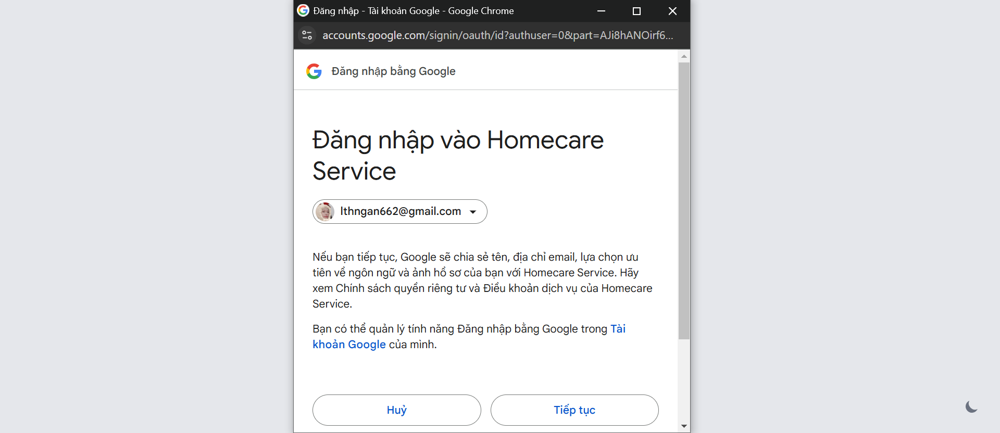 Đăng nhập - Tài khoản Google - Google Chrome
accounts.google.com/signin/oauth/id?authuser=0&part=AJi8hANOirf6...
Đăng nhập bằng Google
Đăng nhập vào Homecare
Service
lthngan662@gmail.com
Nếu bạn tiếp tục, Google sẽ chia sẻ tên, địa chỉ email, lựa chọn ưu
tiên về ngôn ngữ và ảnh hồ sơ của bạn với Homecare Service. Hãy
xem Chính sách quyền riêng tư và Điều khoản dịch vụ của Homecare
Service.
Bạn có thể quản lý tính năng Đăng nhập bằng Google trong Tài
khoản Google của mình.
Huỷ
Tiếp tục